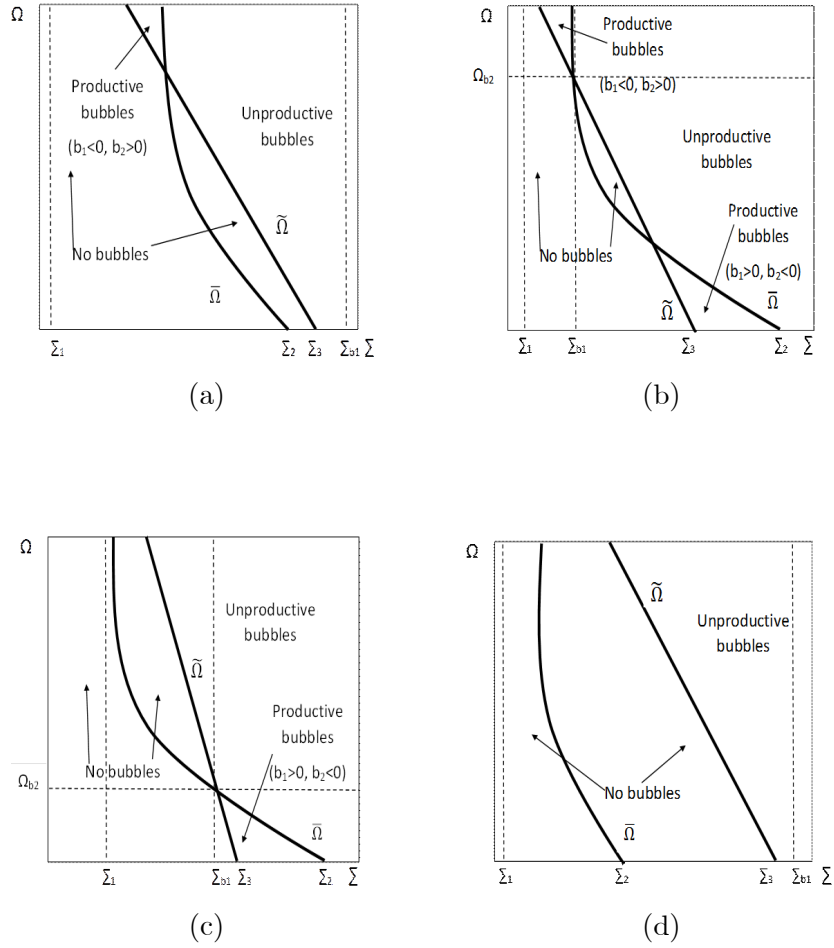 Ω
Productive
bubbles
(b₁<0, b₂>0)
Unproductive
bubbles
No bubbles
Ω̃
Ω̄
Σ₁
Σ₂
Σ₃
Σb1
Σ
(a)
Ω
Ωb2
Productive
bubbles
(b₁<0, b₂>0)
Unproductive
bubbles
Productive
bubbles
(b₁>0, b₂<0)
No bubbles
Ω̃
Ω̄
Σ₁
Σb1
Σ₃
Σ₂
Σ
(b)
Ω
Ωb2
Unproductive
bubbles
Ω̃
Productive
bubbles
(b₁>0, b₂<0)
No bubbles
Ω̄
Σ₁
Σb1
Σ₃
Σ₂
Σ
(c)
Ω
Ω̃
Unproductive
bubbles
No bubbles
Ω̄
Σ₁
Σ₂
Σ₃
Σb1
Σ
(d)